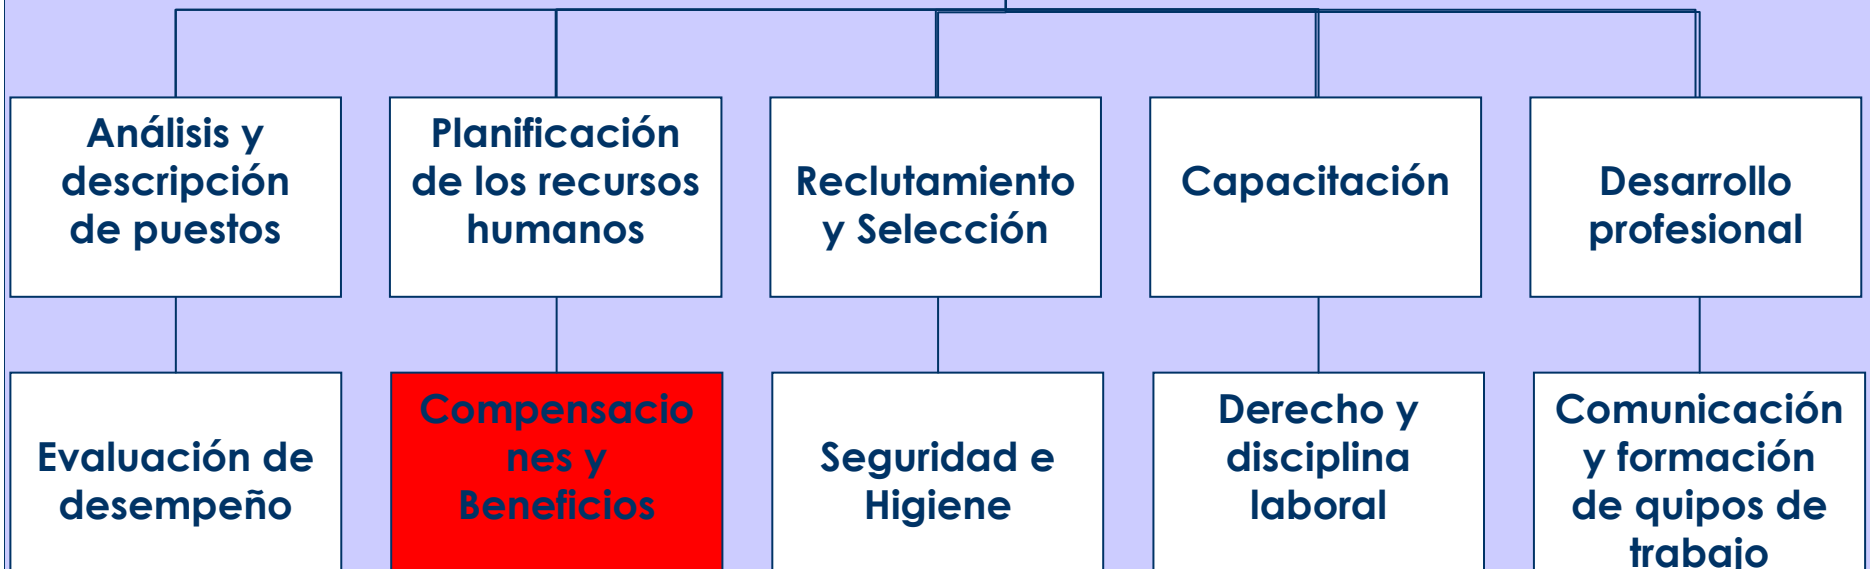 Análisis y
descripción
de puestos
Planificación
de los recursos
humanos
Reclutamiento
y Selección
Capacitación
Desarrollo
profesional
Evaluación de
desempeño
Compensacio
nes y
Beneficios
Seguridad e
Higiene
Derecho y
disciplina
laboral
Comunicación
y formación
de quipos de
trabajo